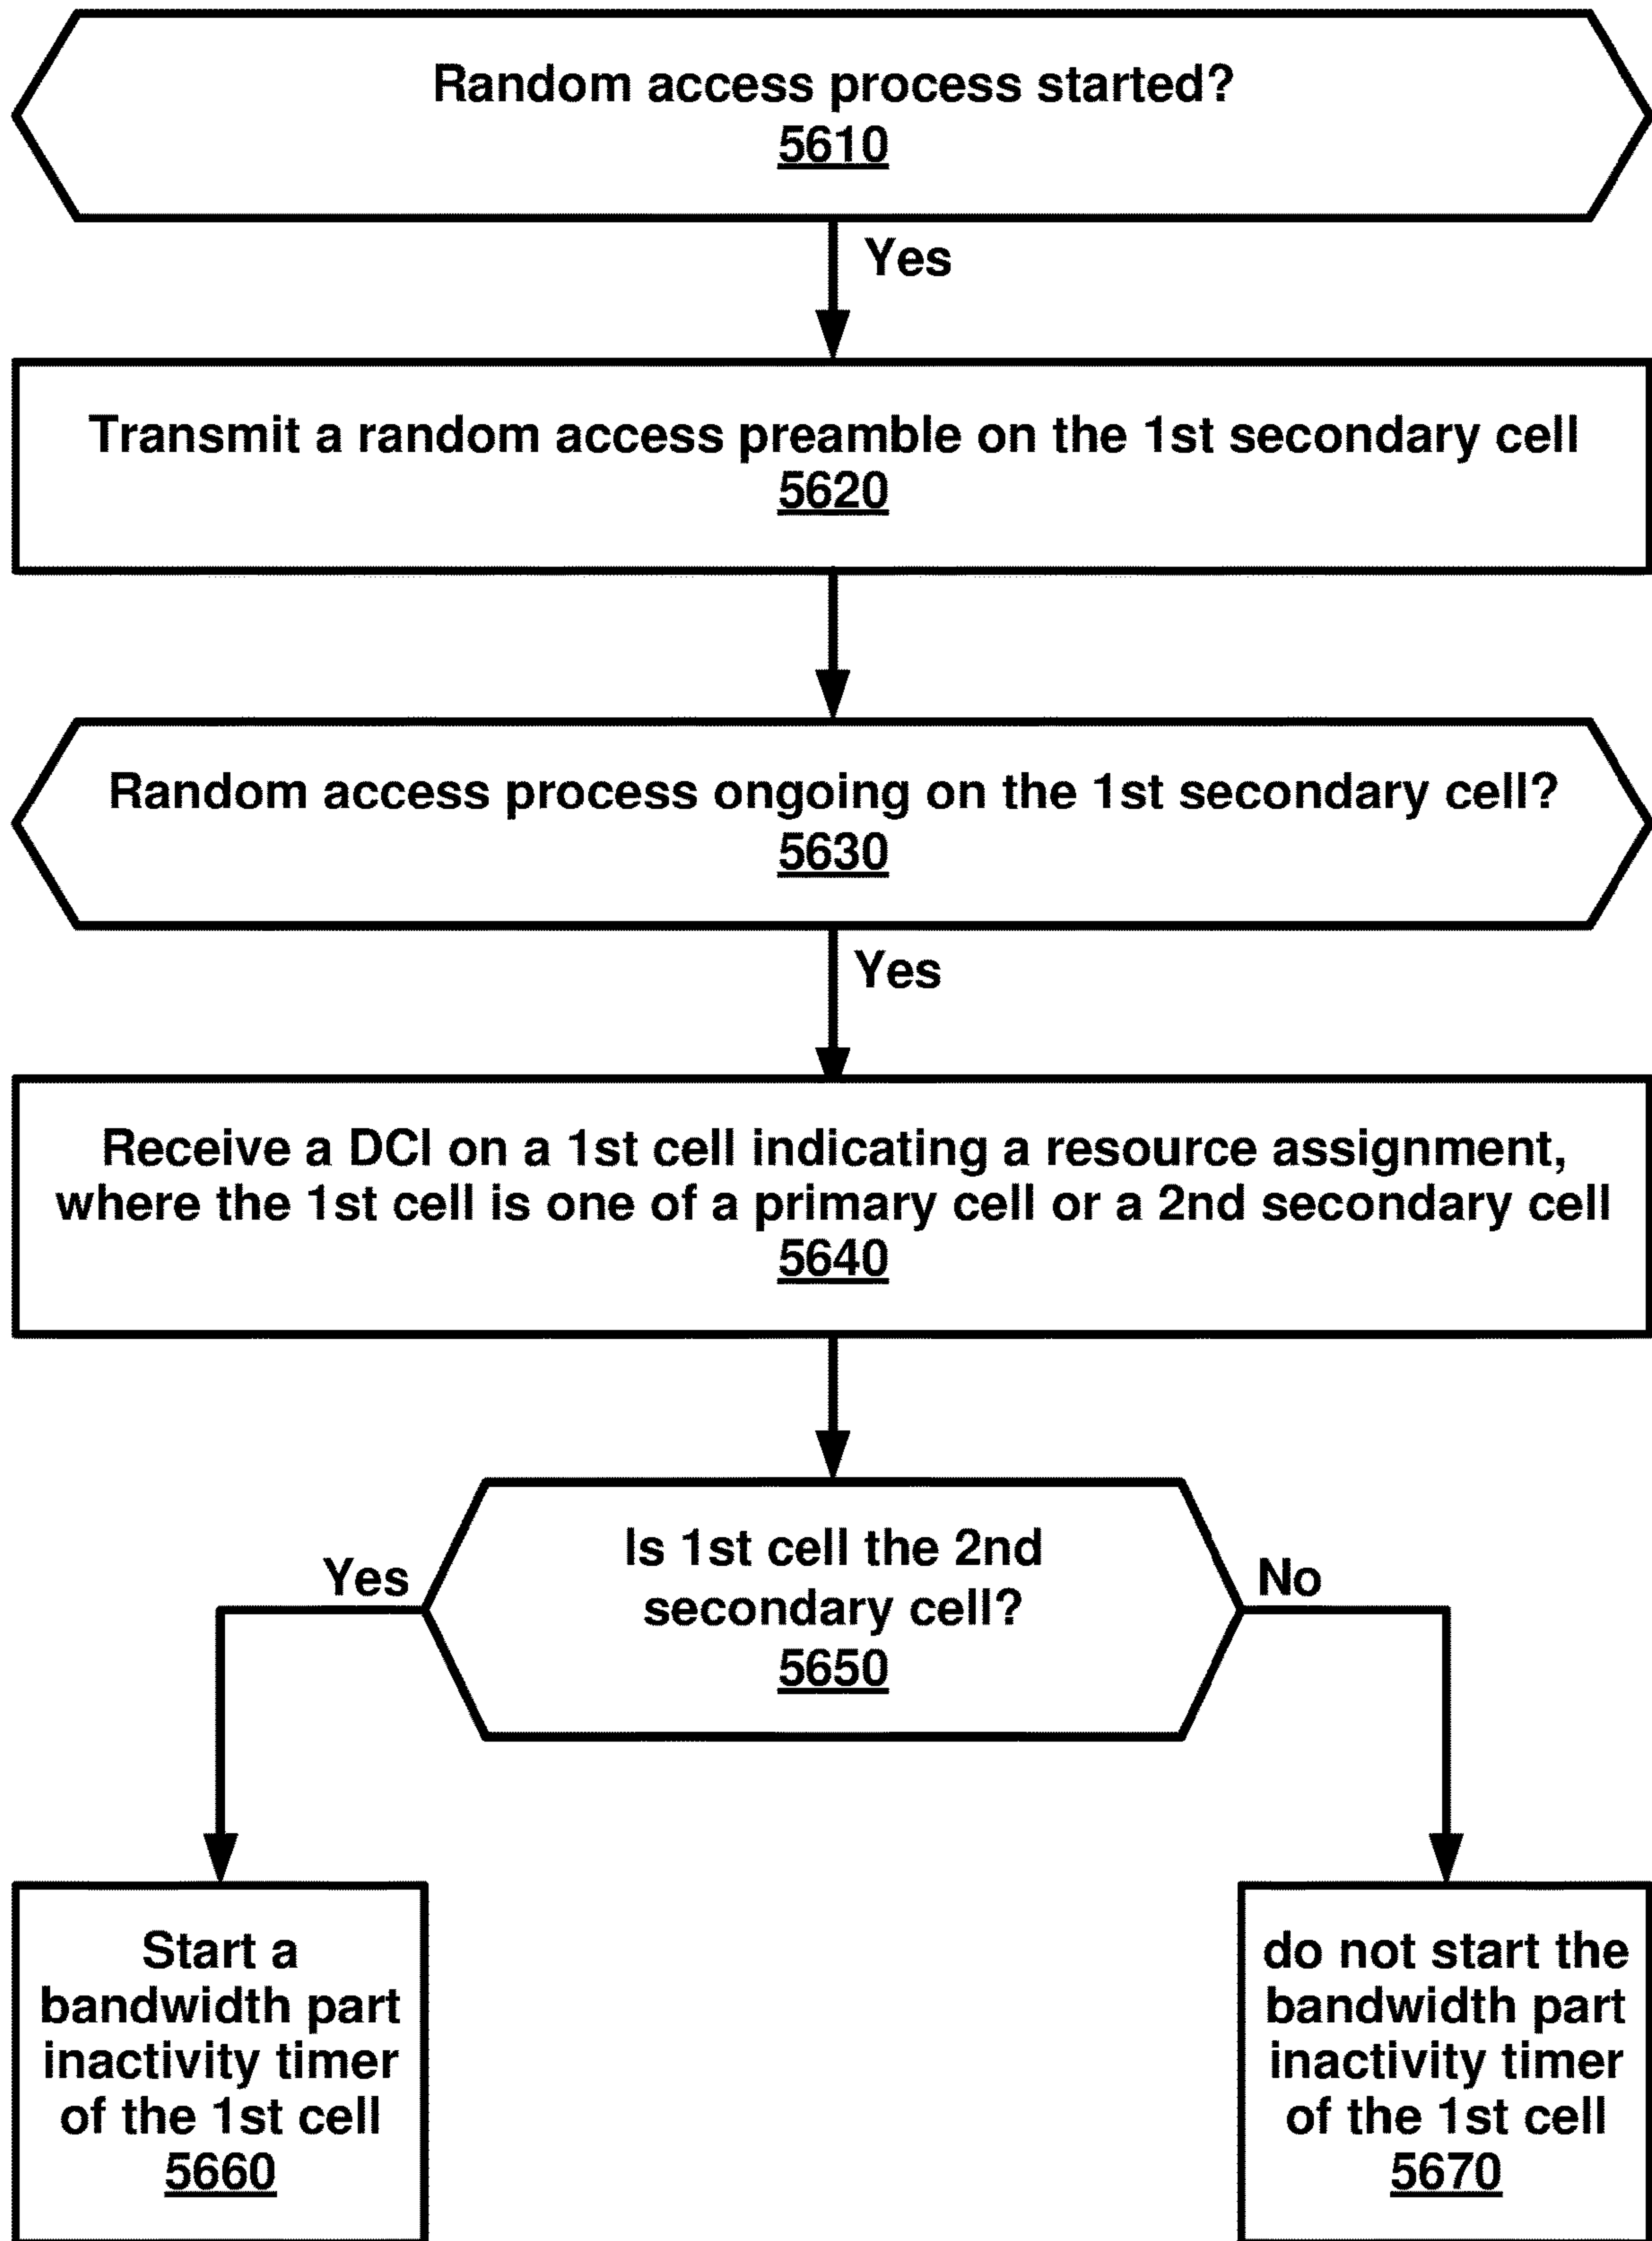 Random access process started?
5610
Yes
Transmit a random access preamble on the 1st secondary cell
5620
Random access process ongoing on the 1st secondary cell?
5630
Yes
Receive a DCI on a 1st cell indicating a resource assignment,
where the 1st cell is one of a primary cell or a 2nd secondary cell
5640
Is 1st cell the 2nd
secondary cell?
5650
Yes
No
Start a
bandwidth part
inactivity timer
of the 1st cell
5660
do not start the
bandwidth part
inactivity timer
of the 1st cell
5670